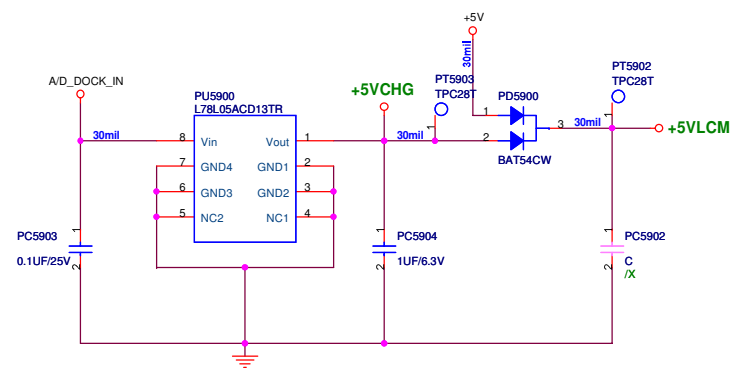 +5V
30mil
A/D_DOCK_IN
PU5900
L78L05ACD13TR
+5VCHG
PT5903
TPC28T
PD5900
PT5902
TPC28T
1
1
1
30mil
8
Vin
Vout
1
30mil
2
3
30mil
+5VLCM
BAT54CW
7
GND4
GND1
2
6
GND3
GND2
3
5
NC2
NC1
4
PC5903
1
2
0.1UF/25V
PC5904
1
2
1UF/6.3V
PC5902
1
2
C
/X